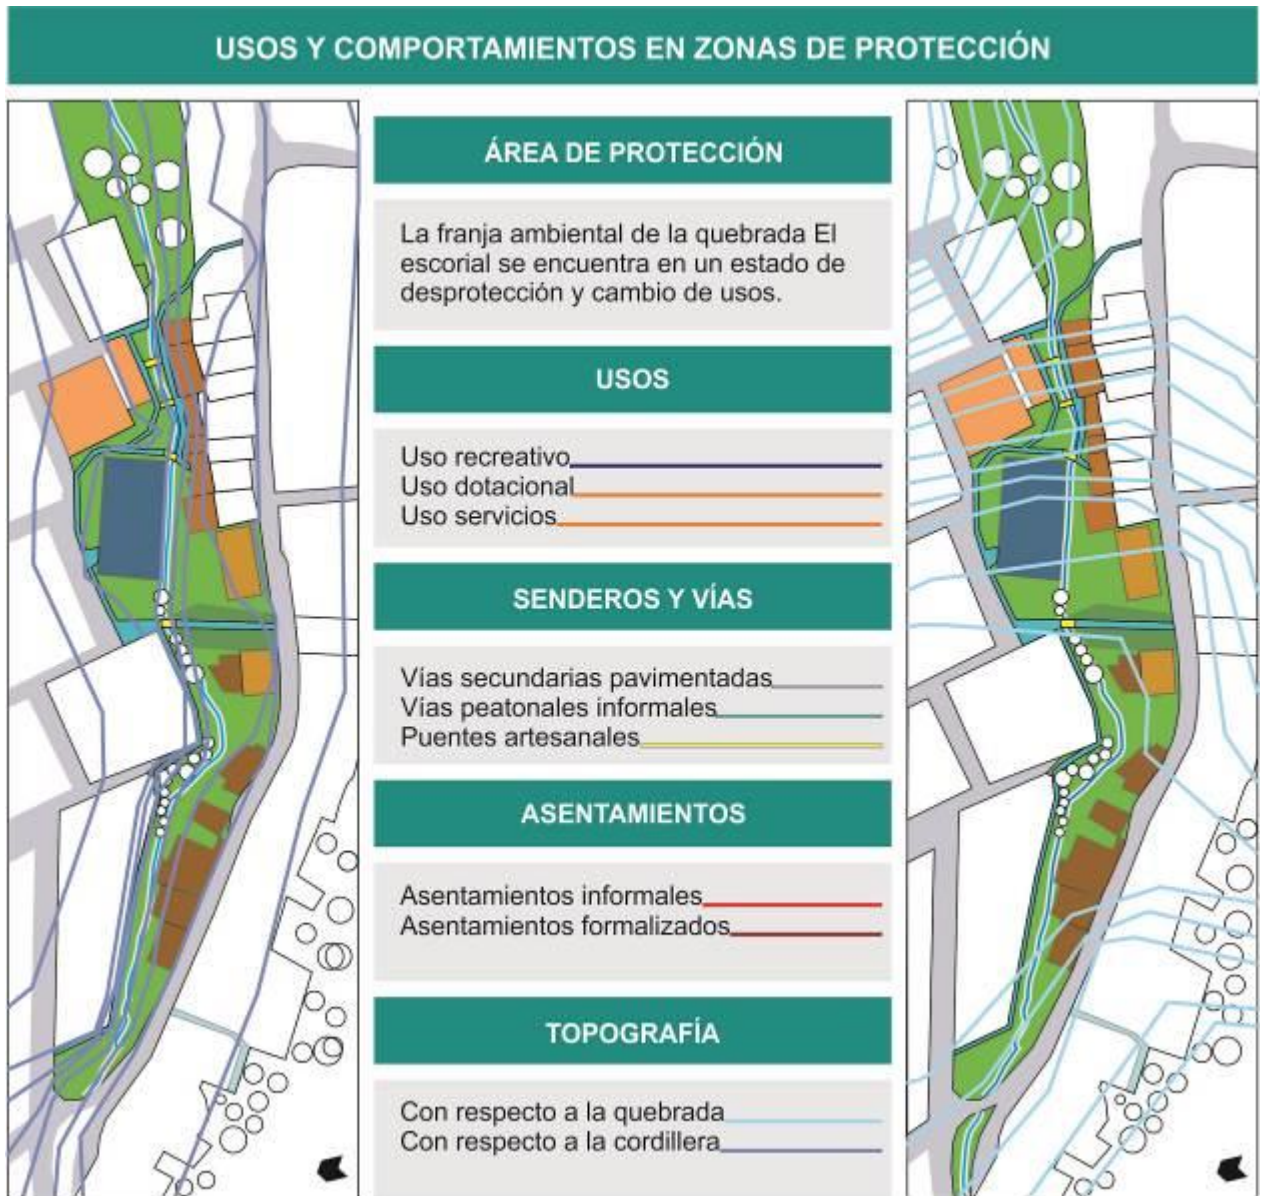 USOS Y COMPORTAMIENTOS EN ZONAS DE PROTECCIÓN
ÁREA DE PROTECCIÓN
La franja ambiental de la quebrada El
escorial se encuentra en un estado de
desprotección y cambio de usos.
USOS
Uso recreativo
Uso dotacional
Uso servicios
SENDEROS Y VÍAS
Vías secundarias pavimentadas
Vías peatonales informales
Puentes artesanales
ASENTAMIENTOS
Asentamientos informales
Asentamientos formalizados
TOPOGRAFÍA
Con respecto a la quebrada
Con respecto a la cordillera